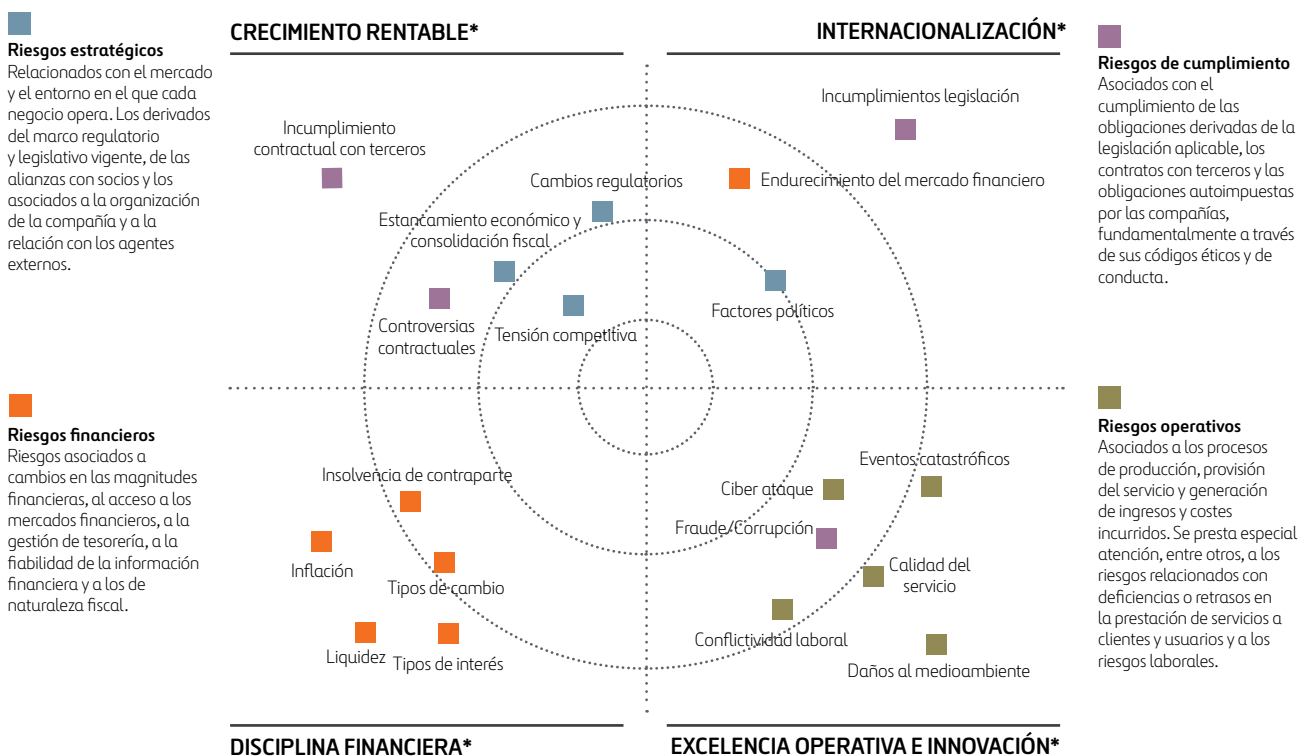 Riesgos estratégicos
Relacionados con el mercado
y el entorno en el que cada
negocio opera. Los derivados
del marco regulatorio
y legislativo vigente, de las
alianzas con socios y los
asociados a la organización
de la compañía y a la
relación con los agentes
externos.
Riesgos financieros
Riesgos asociados a
cambios en las magnitudes
financieras, al acceso a los
mercados financieros, a la
gestión de tesorería, a la
fiabilidad de la información
financiera y a los de
naturaleza fiscal.
CRECIMIENTO RENTABLE*
INTERNACIONALIZACIÓN*
Incumplimiento
contractual con terceros
Cambios regulatorios
Estancamiento económico y
consolidación fiscal
Controversias
contractuales
Tensión competitiva
Incumplimientos legislación
Endurecimiento del mercado financiero
Factores políticos
Insolvencia de contraparte
Inflación
Tipos de cambio
Liquidez
Tipos de interés
Eventos catastróficos
Ciber ataque
Fraude/Corrupción
Calidad del
servicio
Conflictividad laboral
Daños al medioambiente
DISCIPLINA FINANCIERA*
EXCELENCIA OPERATIVA E INNOVACIÓN*
Riesgos de cumplimiento
Asociados con el
cumplimiento de las
obligaciones derivadas de la
legislación aplicable, los
contratos con terceros y las
obligaciones autoimpuestas
por las compañías,
fundamentalmente a través
de sus códigos éticos y de
conducta.
Riesgos operativos
Asociados a los procesos
de producción, provisión
del servicio y generación
de ingresos y costes
incurridos. Se presta especial
atención, entre otros, a los
riesgos relacionados con
deficiencias o retrasos en
la prestación de servicios a
clientes y usuarios y a los
riesgos laborales.